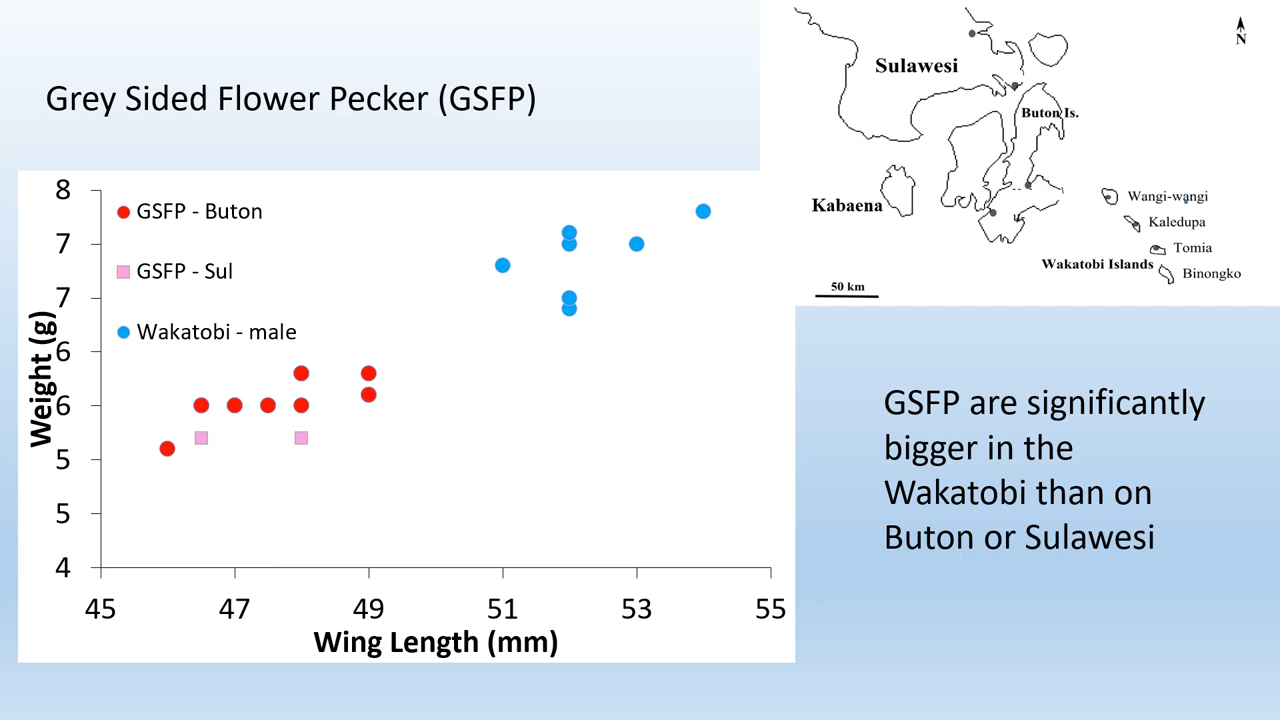 Grey Sided Flower Pecker (GSFP)
Sulawesi
N
Buton Is.
Kabaena
Wangi-wangi
Kaledupa
Tomia
Wakatobi Islands
Binongko
50 km
8
7
7
6
6
5
5
4
Weight (g)
GSFP - Buton
GSFP - Sul
Wakatobi - male
45 47 49 51 53 55
Wing Length (mm)
GSFP are significantly
bigger in the
Wakatobi than on
Buton or Sulawesi